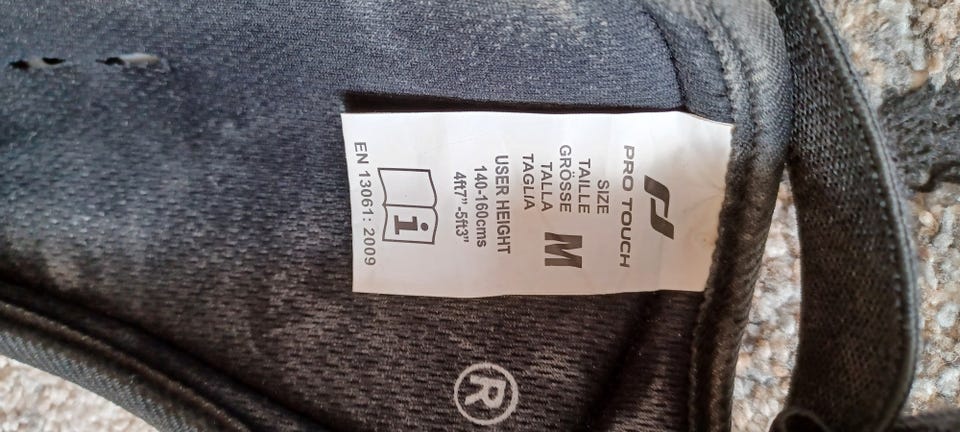 PRO TOUCH
SIZE
TAILLE
GRÖSSE
TALLA
TAGLIA
M
USER HEIGHT
140-160cms
4ft7"-5ft3"
i
EN 13061: 2009
®